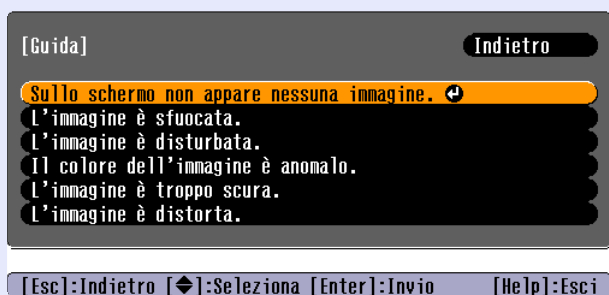 [Guida] Indietro
Sullo schermo non appare nessuna immagine.
L'immagine è sfuocata.
L'immagine è disturbata.
Il colore dell'immagine è anomalo.
L'immagine è troppo scura.
L'immagine è distorta.
[Esc]:Indietro [◆]:Seleziona [Enter]:Invio [Help]:Esci